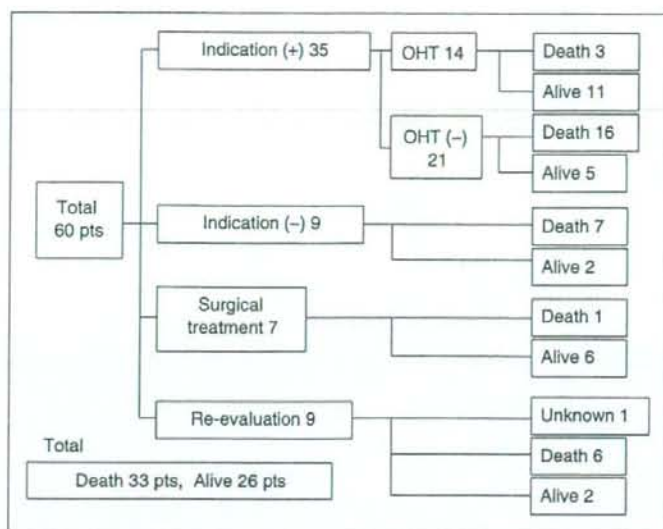 Total
60 pts
Indication (+) 35
OHT 14
Death 3
Alive 11
OHT (–)
21
Death 16
Alive 5
Indication (–) 9
Death 7
Alive 2
Surgical
treatment 7
Death 1
Alive 6
Re-evaluation 9
Unknown 1
Death 6
Alive 2
Total
Death 33 pts, Alive 26 pts